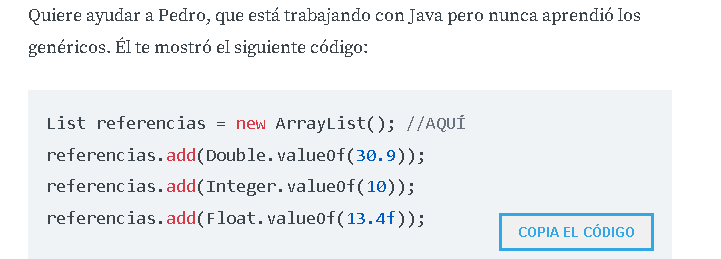 Quiere ayudar a Pedro, que está trabajando con Java pero nunca aprendió los
genéricos. Él te mostró el siguiente código:
List referencias = new ArrayList(); //AQUÍ
referencias.add(Double.valueOf(30.9));
referencias.add(Integer.valueOf(10));
referencias.add(Float.valueOf(13.4f));
COPIA EL CÓDIGO